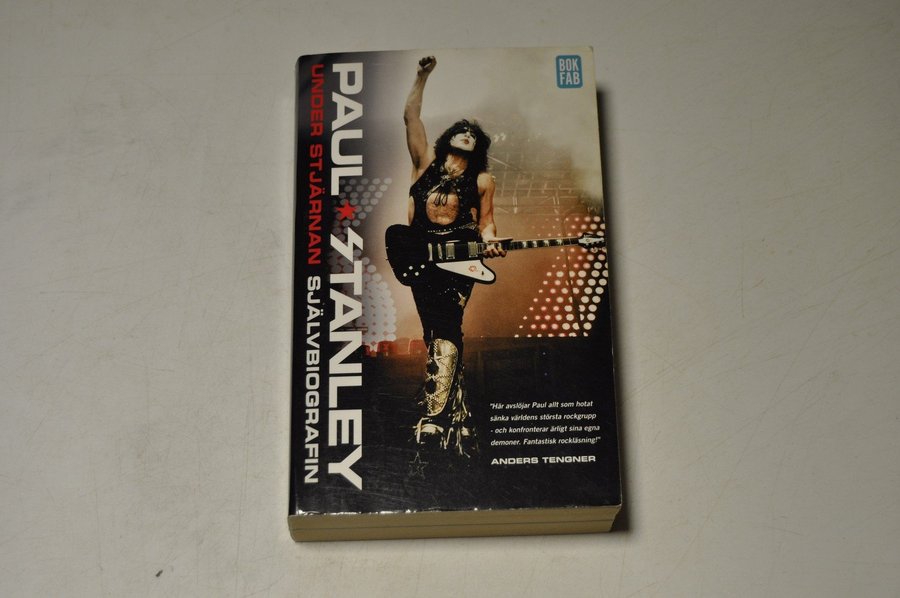 PAUL ★ STANLEY
UNDER STJÄRNAN SJÄLVBIOGRAFIN
BOK
FAB
"Här avslöjar Paul allt som hotat
sänka världens största rockgrupp
- och konfronterar ärligt sina egna
demoner. Fantastisk rockläsning!"
ANDERS TENGNER